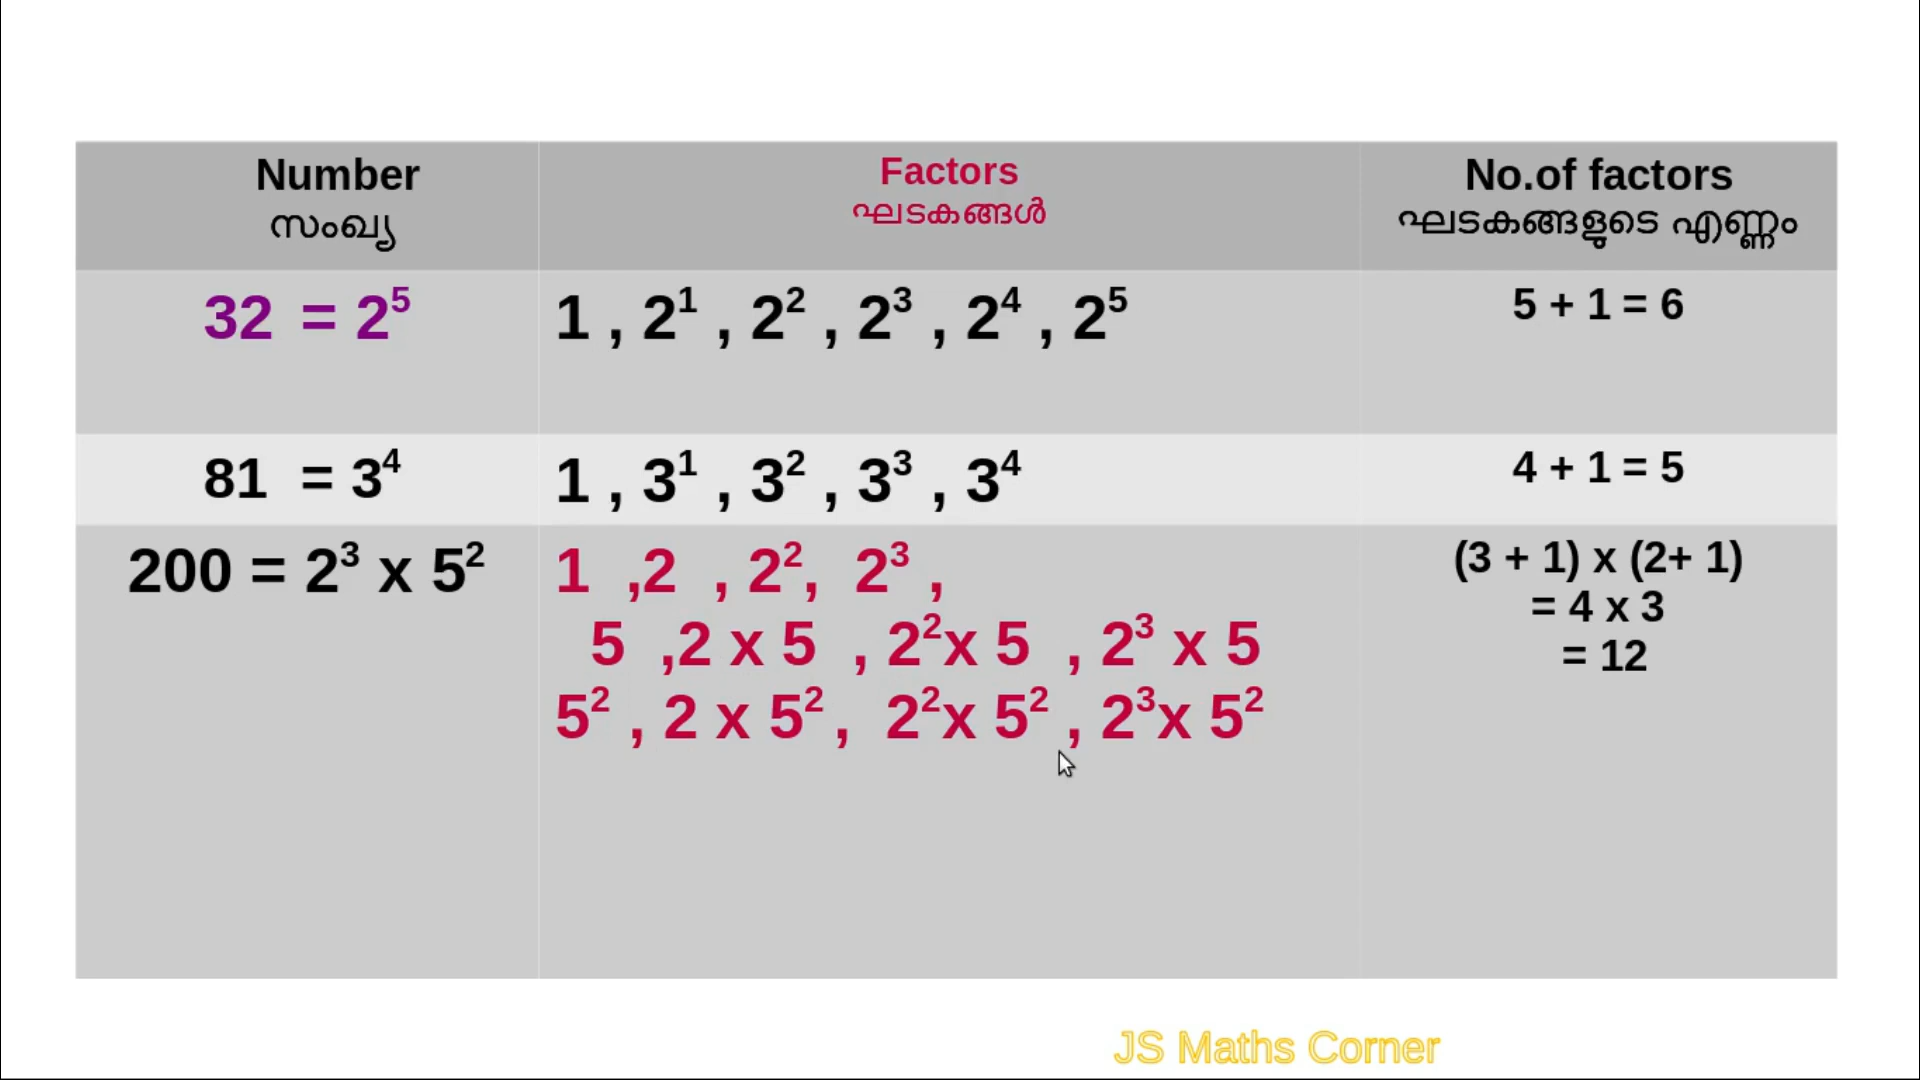 Number
സംഖ്യ
Factors
ഘടകങ്ങൾ
No.of factors
ഘടകങ്ങളുടെ എണ്ണം
32 = 2⁵
1 , 2¹ , 2² , 2³ , 2⁴ , 2⁵
5 + 1 = 6
81 = 3⁴
1 , 3¹ , 3² , 3³ , 3⁴
4 + 1 = 5
200 = 2³ x 5²
1 ,2 , 2², 2³ ,
5 ,2 x 5 , 2²x 5 , 2³ x 5
5² , 2 x 5² , 2²x 5² , 2³x 5²
(3 + 1) x (2+ 1)
= 4 x 3
= 12
JS Maths Corner